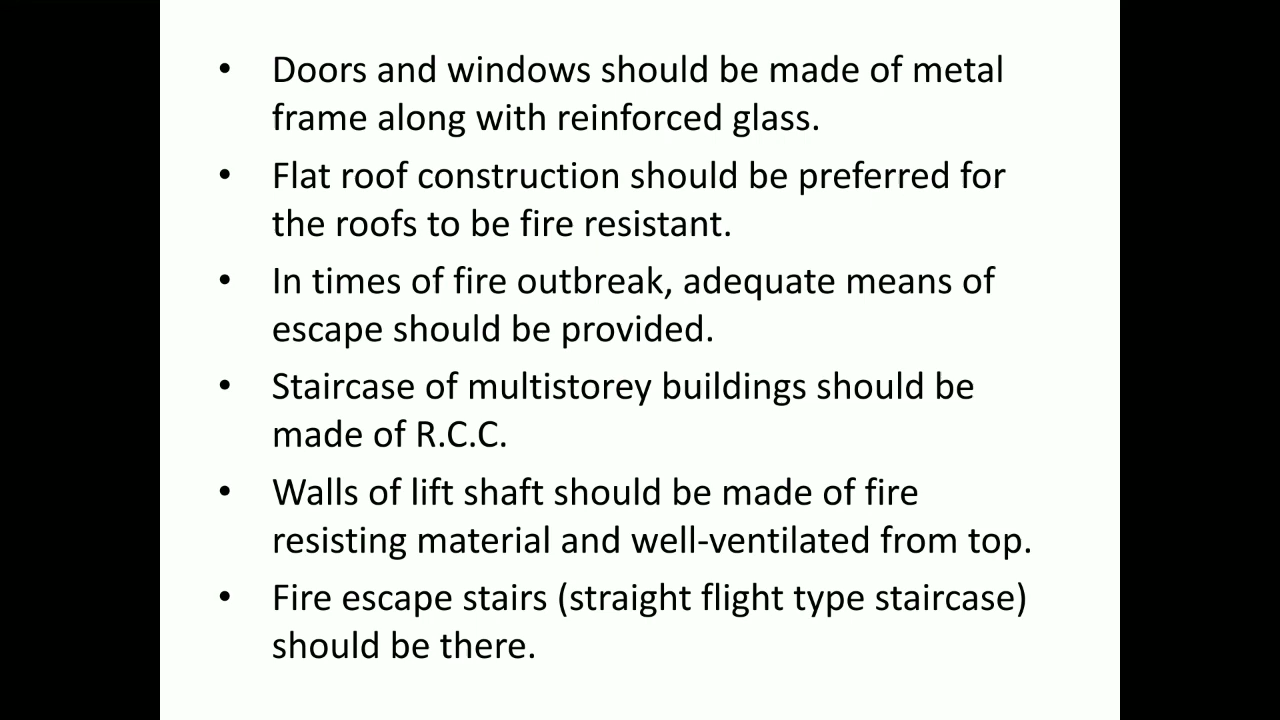 • Doors and windows should be made of metal
frame along with reinforced glass.
• Flat roof construction should be preferred for
the roofs to be fire resistant.
• In times of fire outbreak, adequate means of
escape should be provided.
• Staircase of multistorey buildings should be
made of R.C.C.
• Walls of lift shaft should be made of fire
resisting material and well-ventilated from top.
• Fire escape stairs (straight flight type staircase)
should be there.